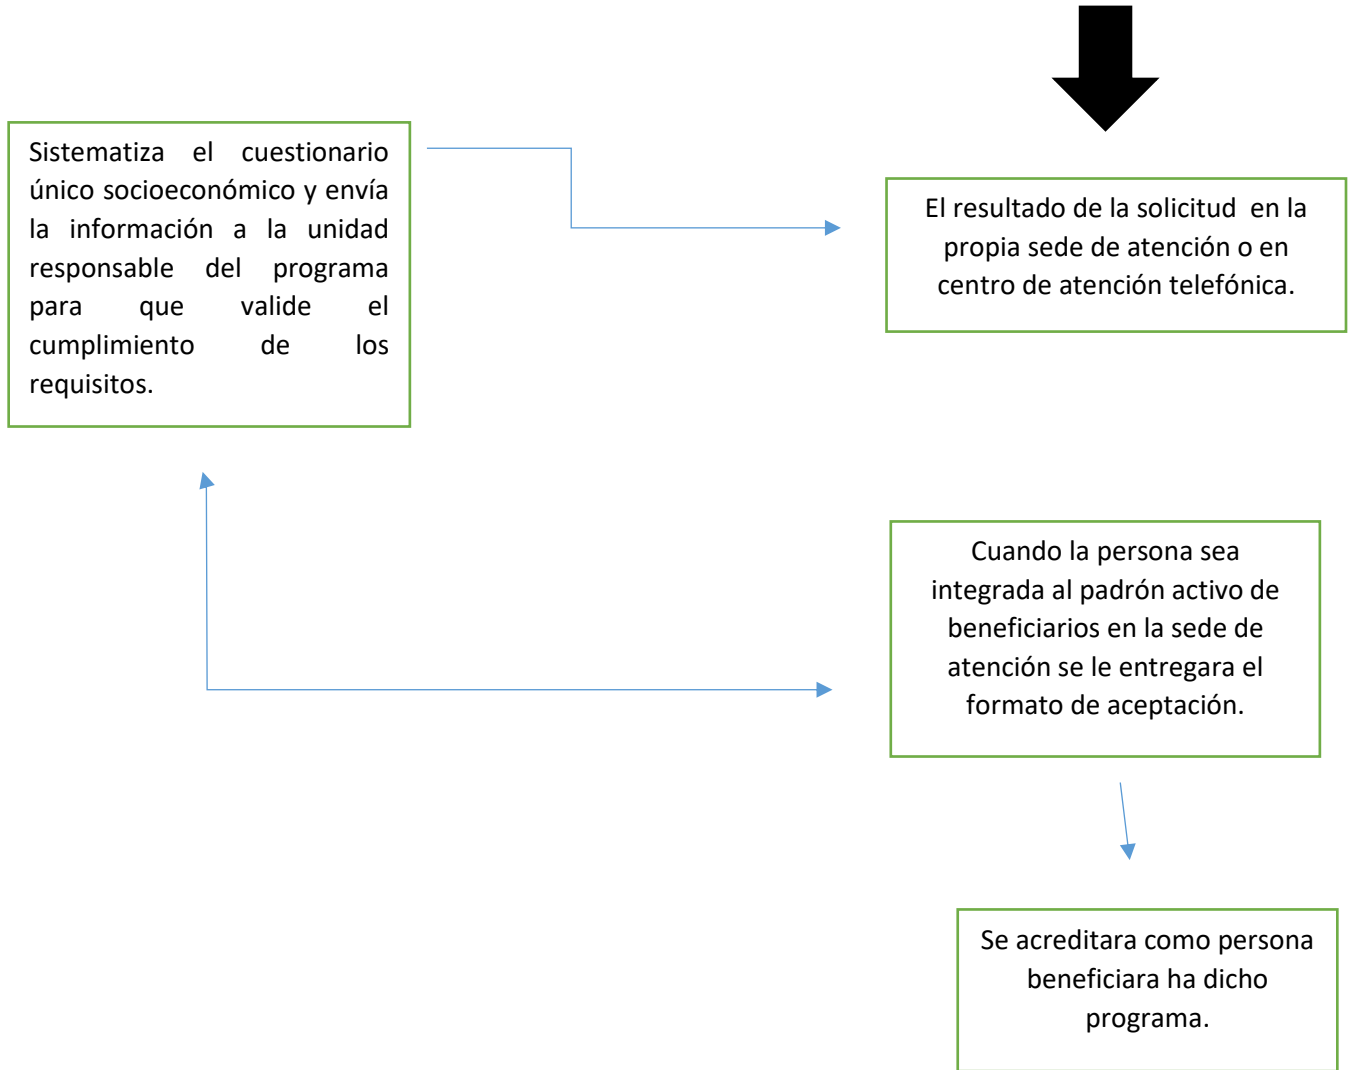 Sistematiza el cuestionario
único socioeconómico y envía
la información a la unidad
responsable del programa
para que valide el
cumplimiento de los
requisitos.
El resultado de la solicitud en la
propia sede de atención o en
centro de atención telefónica.
Cuando la persona sea
integrada al padrón activo de
beneficiarios en la sede de
atención se le entregara el
formato de aceptación.
Se acreditara como persona
beneficiara ha dicho
programa.